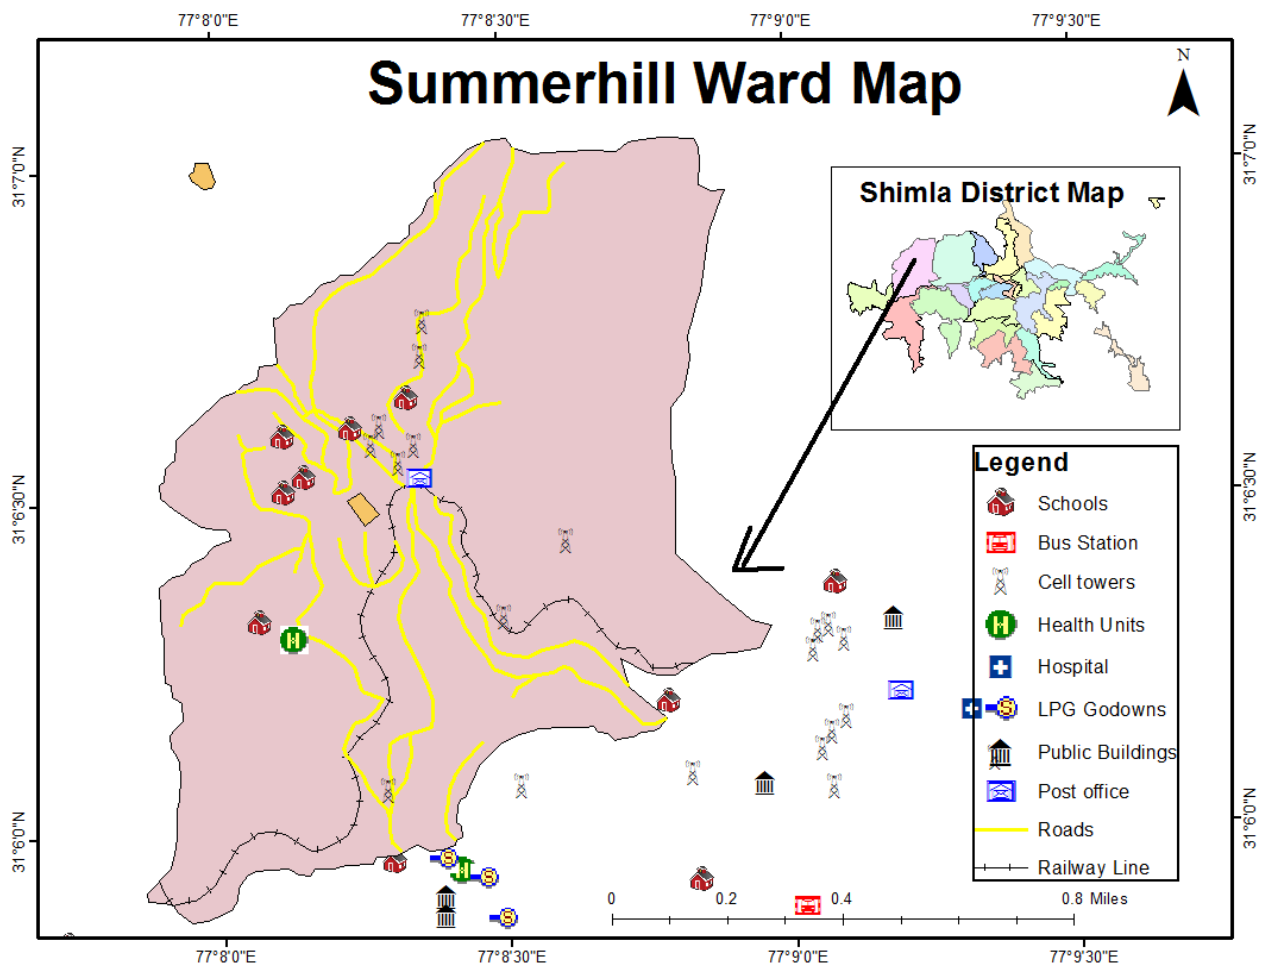 77°8'0"E 77°8'30"E 77°9'0"E 77°9'30"E
Summerhill Ward Map
N
31°7'0"N
31°7'0"N
Shimla District Map
Legend
Schools
31°6'30"N
31°6'30"N
Bus Station
Cell towers
H
Health Units
Hospital
S
LPG Godowns
Public Buildings
Post office
31°6'0"N
31°6'0"N
Roads
Railway Line
S
H
S
S
0 0.2 0.4 0.8 Miles
77°8'0"E 77°8'30"E 77°9'0"E 77°9'30"E